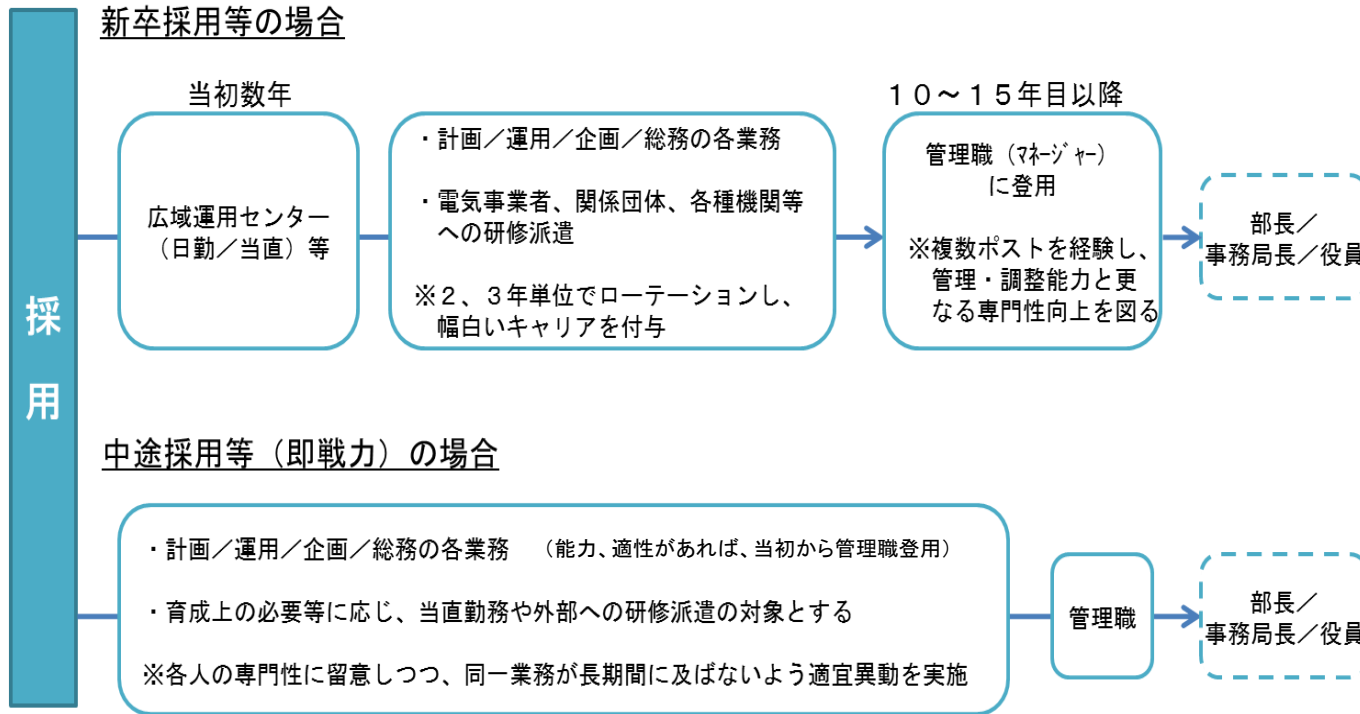 採用
新卒採用等の場合
当初数年
広域運用センター
（日勤／当直）等
・計画／運用／企画／総務の各業務
・電気事業者、関係団体、各種機関等
への研修派遣
※２、３年単位でローテーションし、
幅白いキャリアを付与
１０～１５年目以降
管理職（ﾏﾈｰｼﾞｬｰ）
に登用
※複数ポストを経験し、
管理・調整能力と更
なる専門性向上を図る
部長／
事務局長／役員
中途採用等（即戦力）の場合
・計画／運用／企画／総務の各業務　（能力、適性があれば、当初から管理職登用）
・育成上の必要等に応じ、当直勤務や外部への研修派遣の対象とする
※各人の専門性に留意しつつ、同一業務が長期間に及ばないよう適宜異動を実施
管理職
部長／
事務局長／役員